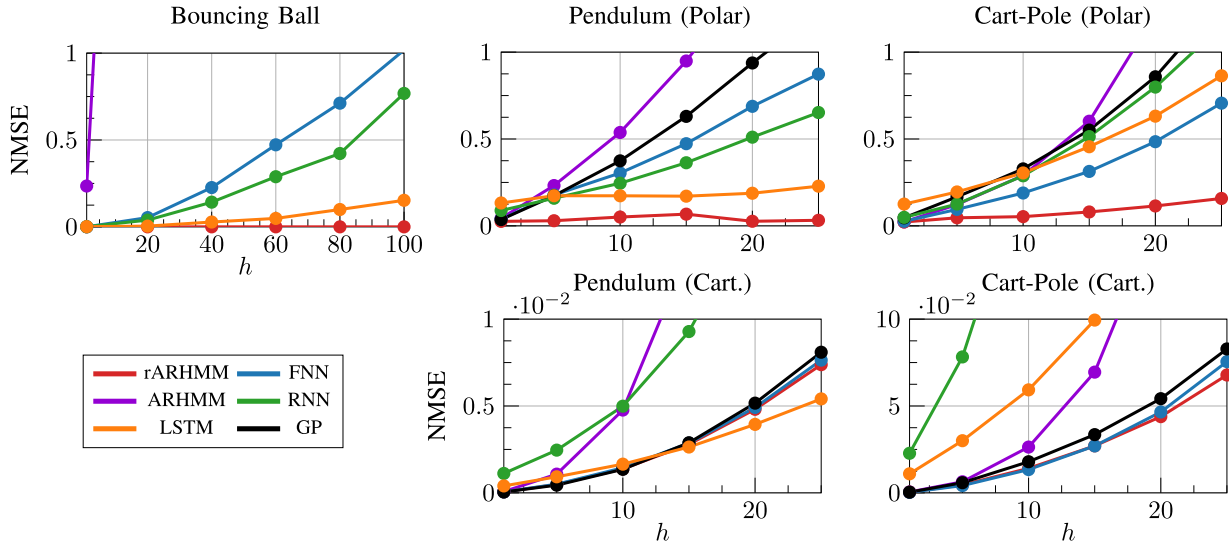 Bouncing Ball
Pendulum (Polar)
Cart-Pole (Polar)
NMSE
1
0.5
0
20 40 60 80 100
h
1
0.5
0
10 20
1
0.5
0
10 20
Pendulum (Cart.)
Cart-Pole (Cart.)
NMSE
·10⁻²
1
0.5
0
10 20
h
·10⁻²
10
5
0
10 20
h
rARHMM FNN
ARHMM RNN
LSTM GP